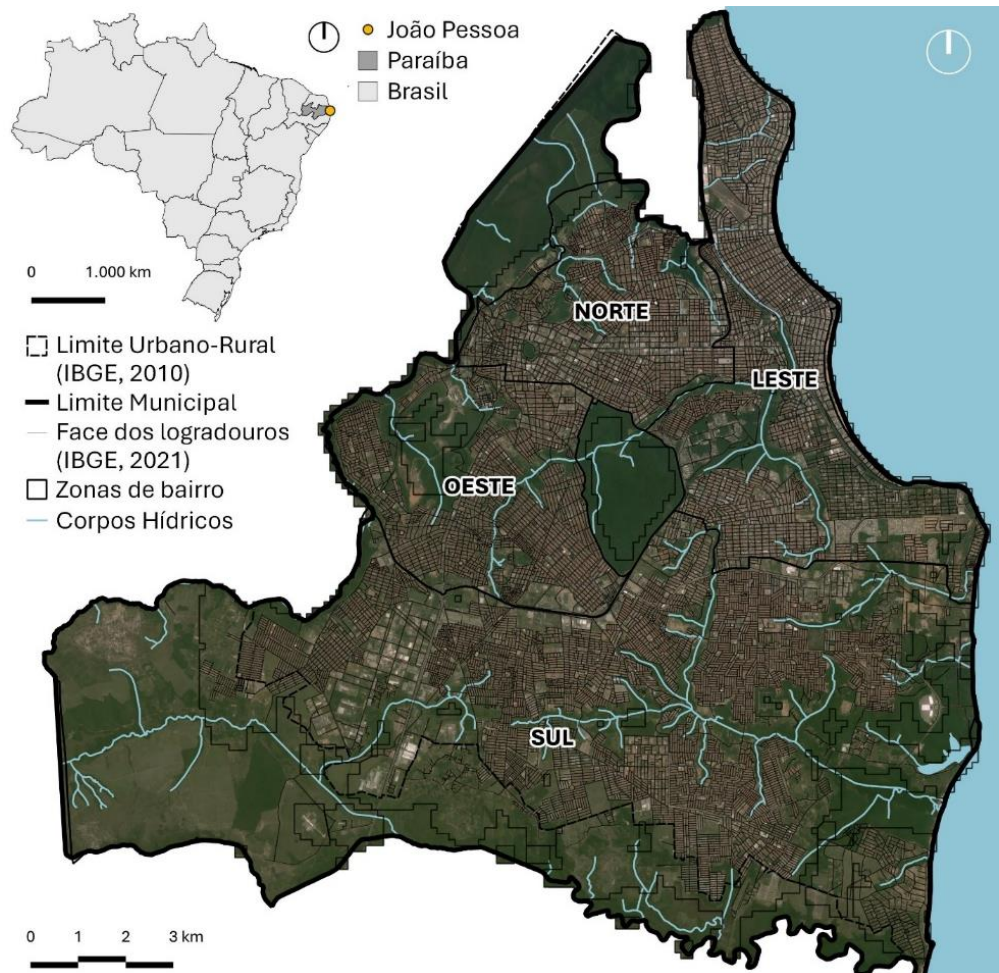 João Pessoa
Paraíba
Brasil
0 1.000 km
Limite Urbano-Rural
(IBGE, 2010)
Limite Municipal
Face dos logradouros
(IBGE, 2021)
Zonas de bairro
Corpos Hídricos
NORTE
LESTE
OESTE
SUL
0 1 2 3 km